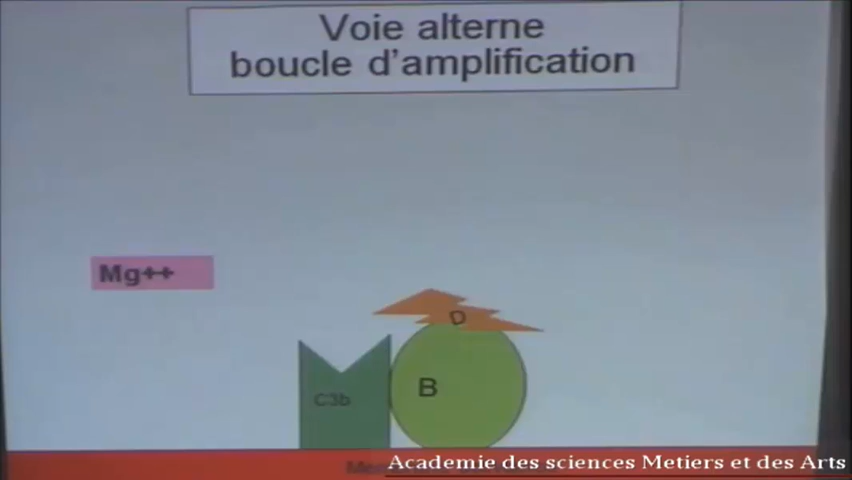 Voie alterne
boucle d'amplification
Mg++
D
B
C3b
Academie des sciences Metiers et des Arts